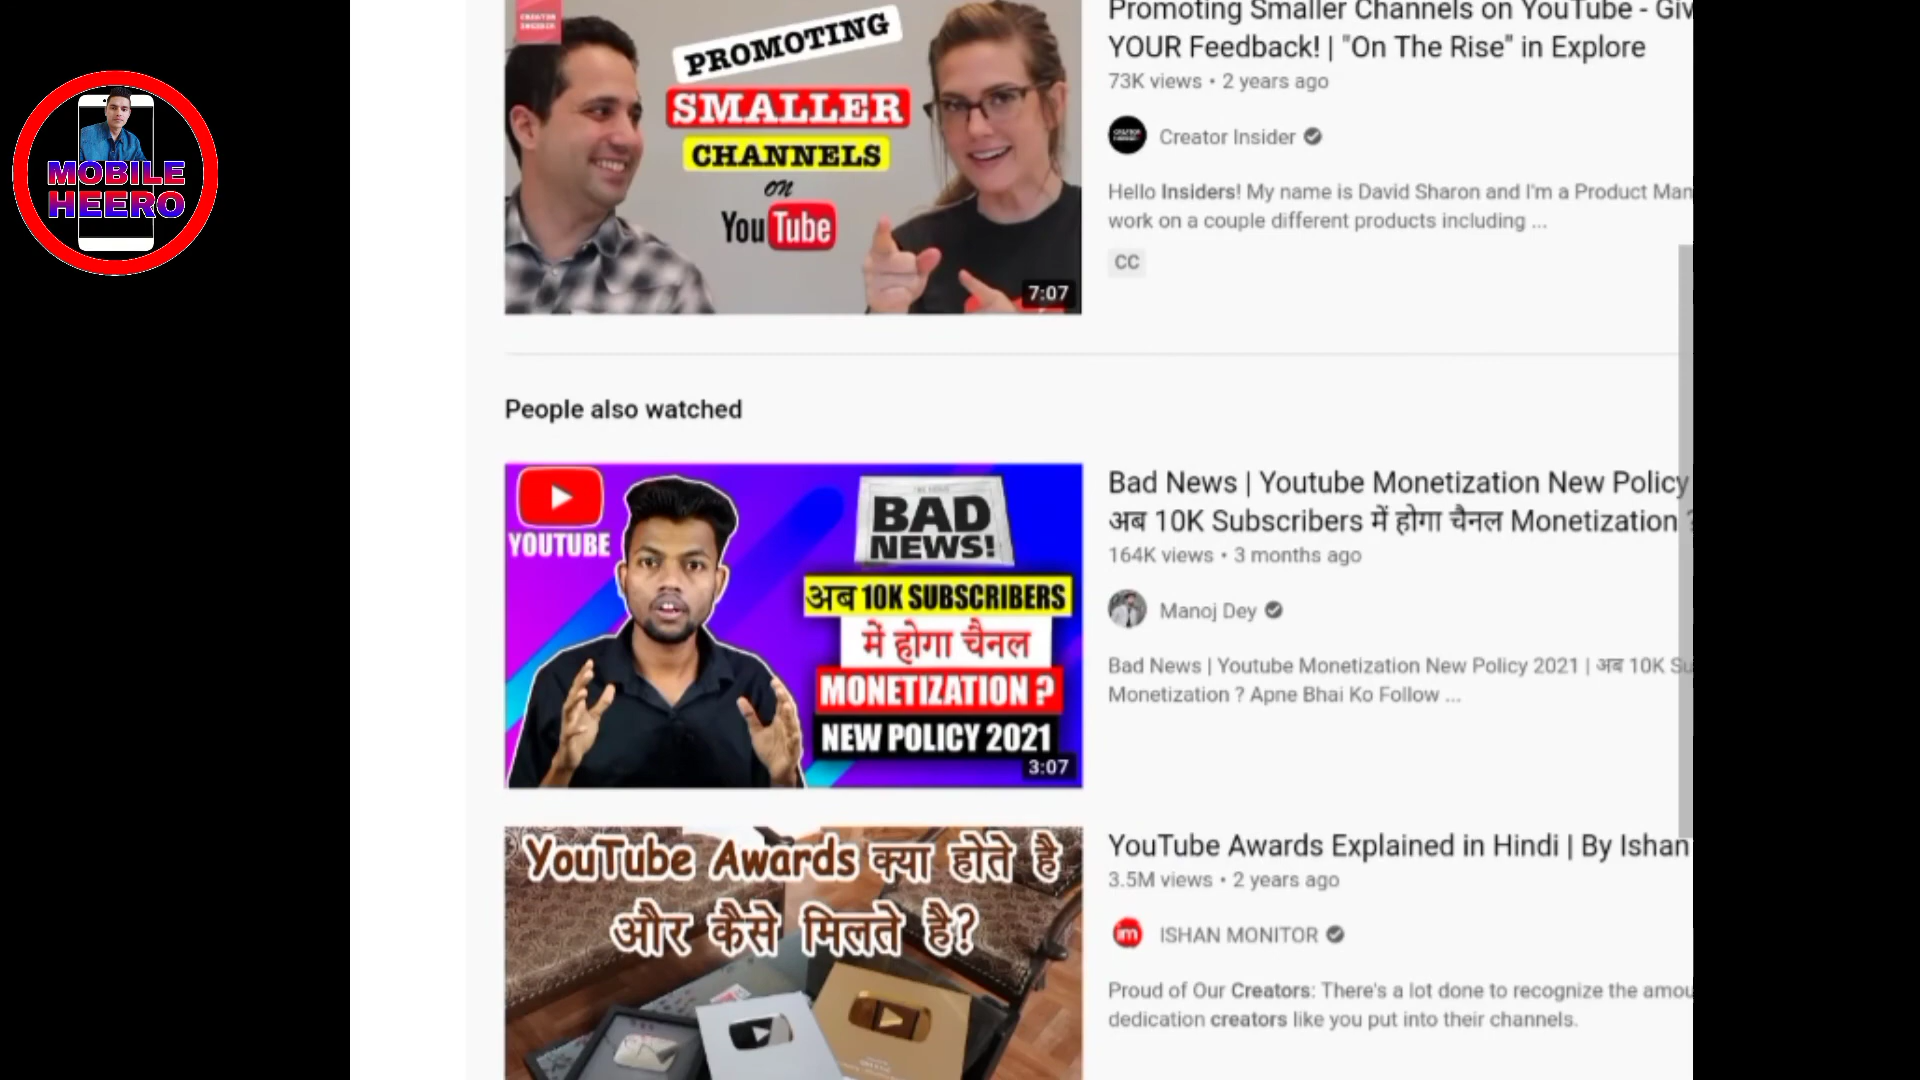 MOBILE
HEERO
CREATOR
INSIDER
PROMOTING
SMALLER
CHANNELS
ON
YouTube
7:07
Promoting Smaller Channels on YouTube - Giv
YOUR Feedback! | "On The Rise" in Explore
73K views • 2 years ago
Creator Insider
Hello Insiders! My name is David Sharon and I'm a Product Man
work on a couple different products including ...
CC
People also watched
YOUTUBE
BAD
NEWS!
अब 10K SUBSCRIBERS
में होगा चैनल
MONETIZATION ?
NEW POLICY 2021
3:07
Bad News | Youtube Monetization New Policy
अब 10K Subscribers में होगा चैनल Monetization ?
164K views • 3 months ago
Manoj Dey
Bad News | Youtube Monetization New Policy 2021 | अब 10K Su
Monetization ? Apne Bhai Ko Follow ...
YouTube Awards क्या होते है
और कैसे मिलते है?
YouTube Awards Explained in Hindi | By Ishan
3.5M views • 2 years ago
im
ISHAN MONITOR
Proud of Our Creators: There's a lot done to recognize the amou
dedication creators like you put into their channels.